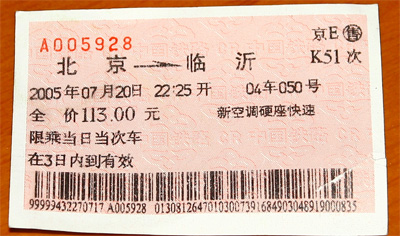 A005928 京E 售
北 京 → 临 沂 K51 次
2005 年 07 月 20 日 22:25 开 04 车 050 号
全 价 113.00 元 新空调硬座快速
限乘当日当次车
在3日内到有效
99999432270717 A005928 01308126470103007391684903048919000835